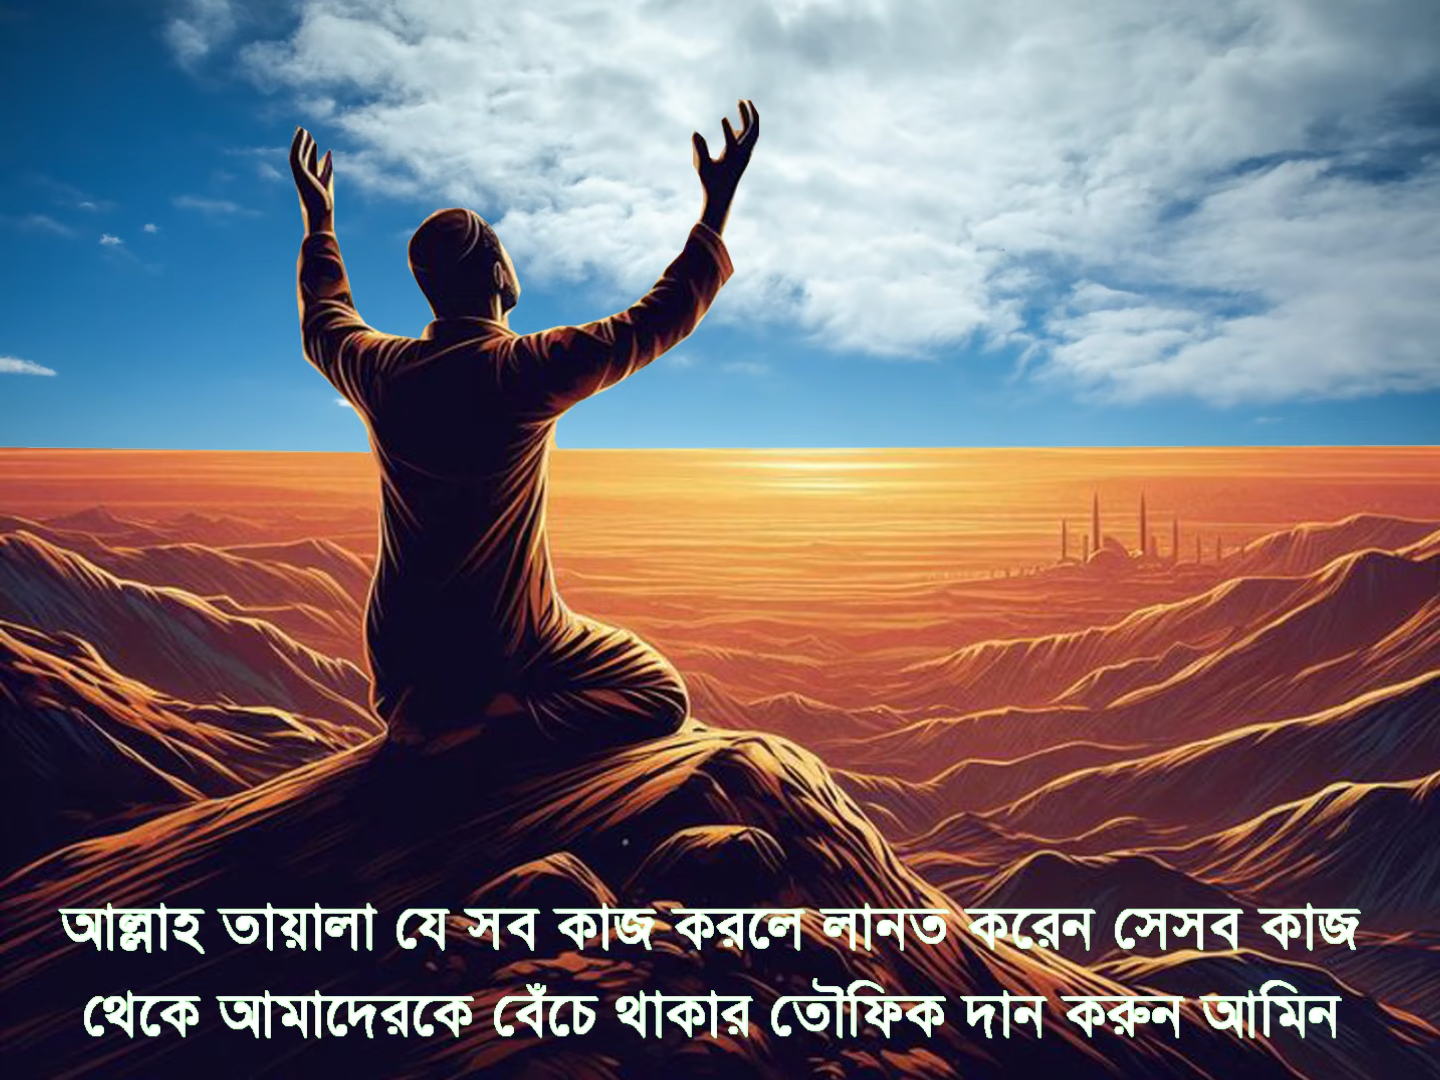 আল্লাহ তায়ালা যে সব কাজ করলে লানত করেন সেসব কাজ
থেকে আমাদেরকে বেঁচে থাকার তৌফিক দান করুন আমিন